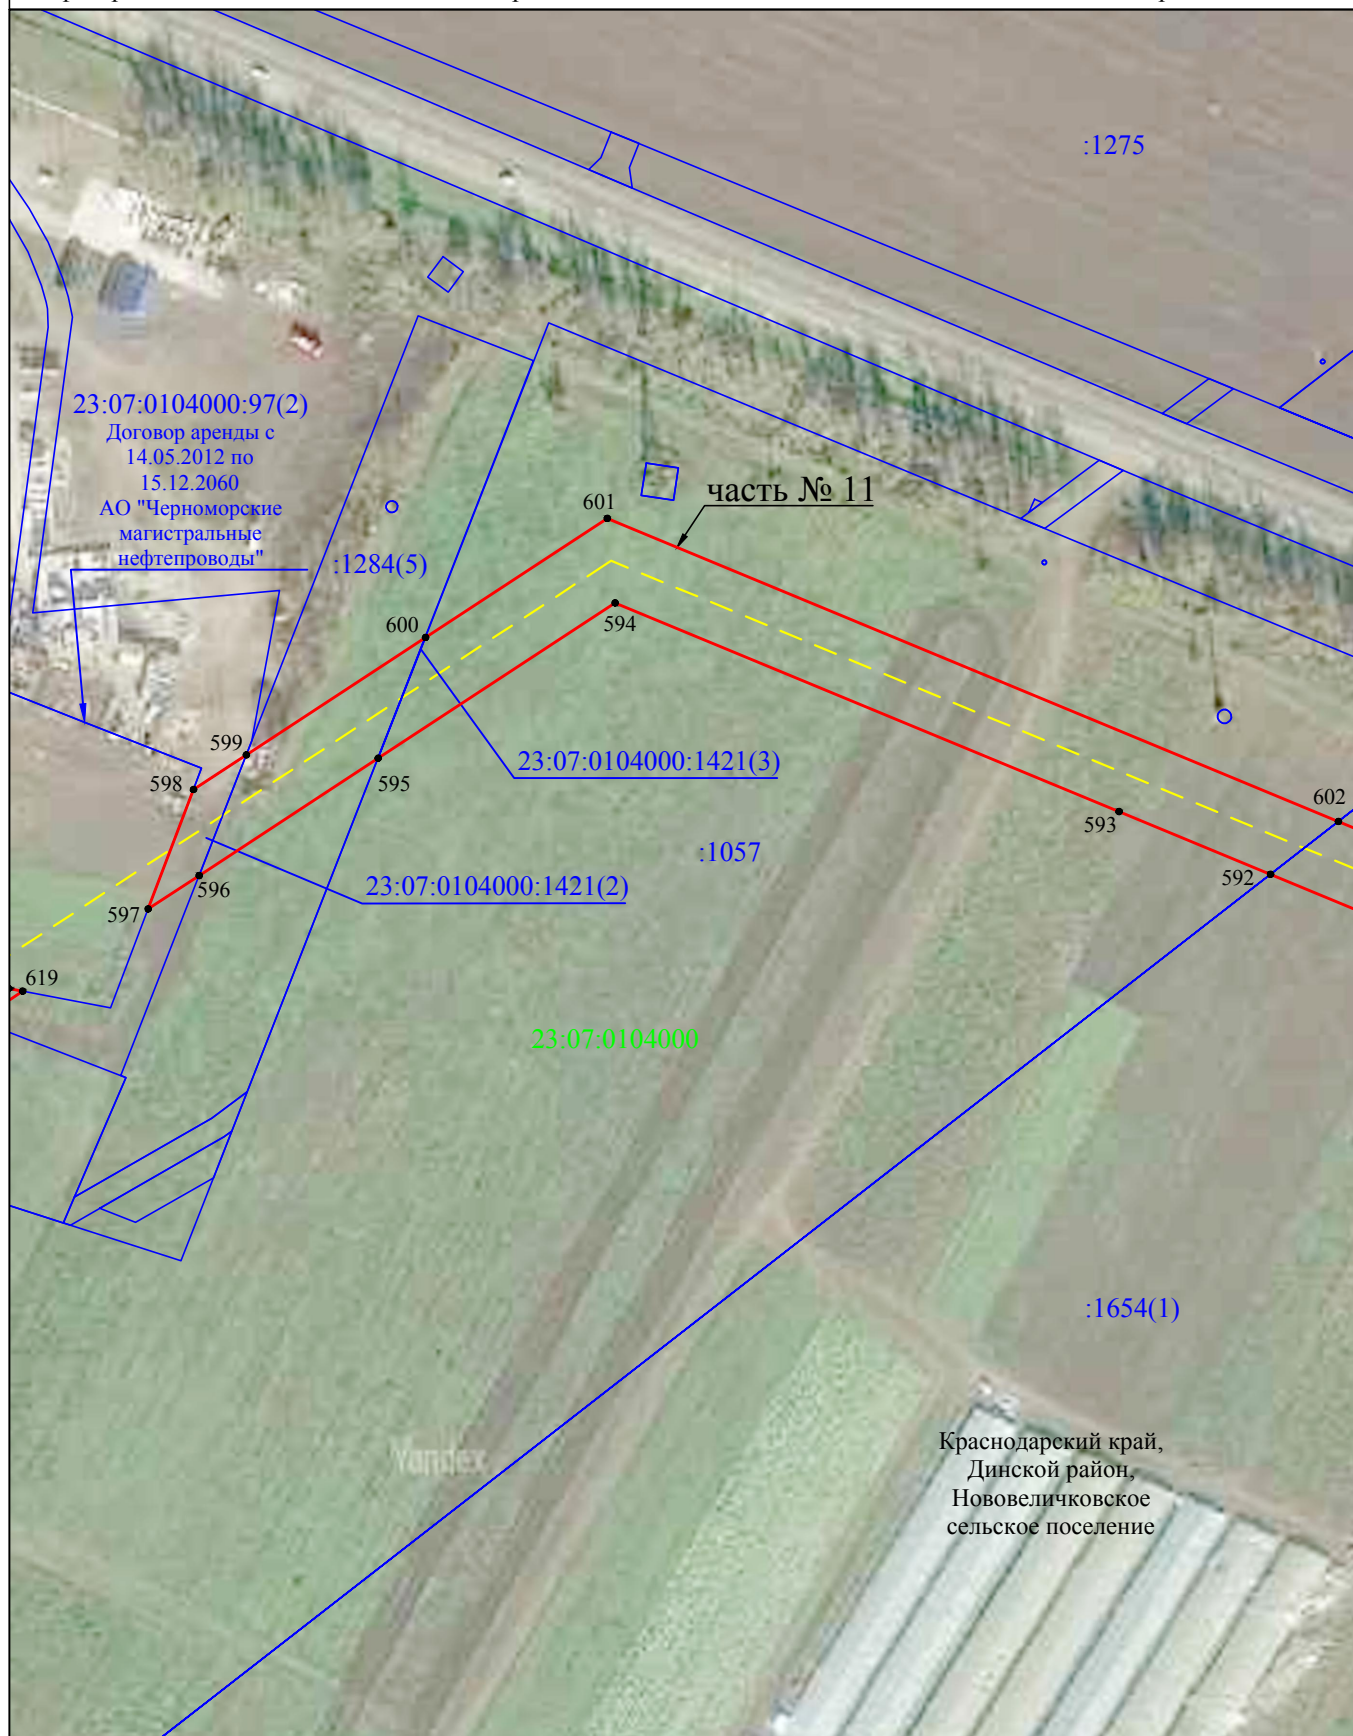 :1275
23:07:0104000:97(2)
Договор аренды с
14.05.2012 по
15.12.2060
АО "Черноморские
магистральные
нефтепроводы"
:1284(5)
часть № 11
601
600
594
599
598
595
23:07:0104000:1421(3)
602
593
:1057
592
23:07:0104000:1421(2)
596
597
619
23:07:0104000
:1654(1)
Краснодарский край,
Динской район,
Нововеличковское
сельское поселение
Yandex